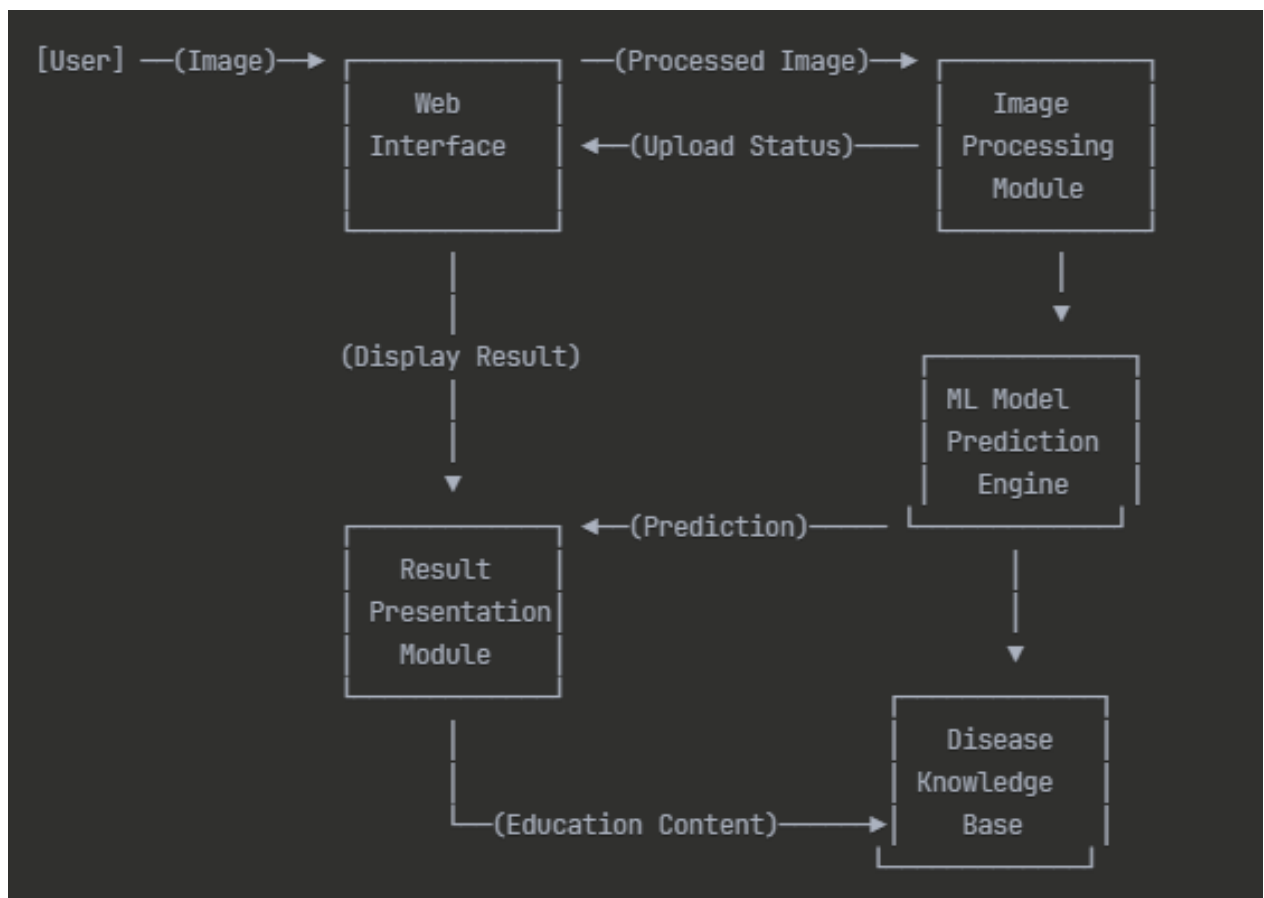 [User] (Image) (Processed Image)
Web
Interface
(Upload Status)
Image
Processing
Module
(Display Result)
ML Model
Prediction
Engine
(Prediction)
Result
Presentation
Module
Disease
Knowledge
Base
(Education Content)